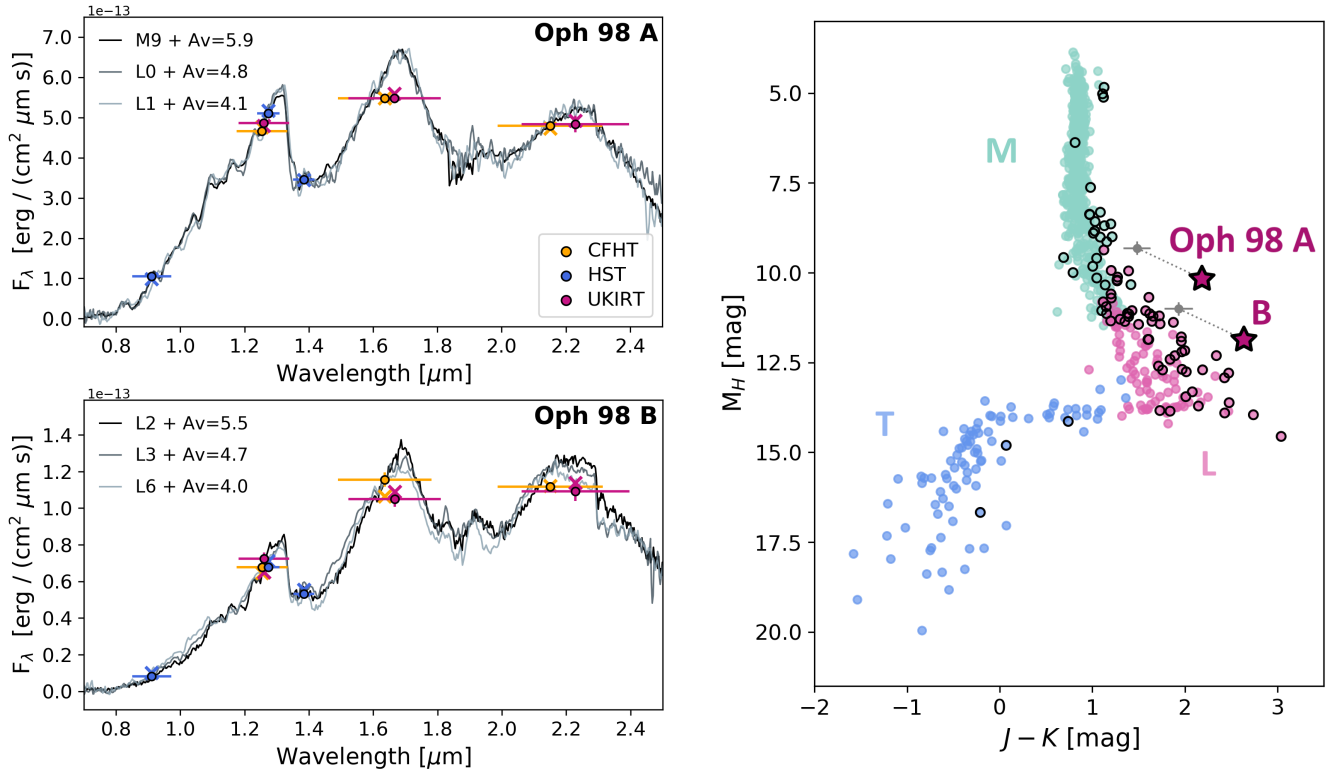 1e−13
Oph 98 A
M9 + Av=5.9
L0 + Av=4.8
L1 + Av=4.1
CFHT
HST
UKIRT
7.0
6.0
5.0
4.0
3.0
2.0
1.0
0.0
Fλ [erg / (cm² μm s)]
0.8 1.0 1.2 1.4 1.6 1.8 2.0 2.2 2.4
Wavelength [μm]
1e−13
Oph 98 B
L2 + Av=5.5
L3 + Av=4.7
L6 + Av=4.0
1.4
1.2
1.0
0.8
0.6
0.4
0.2
0.0
Fλ [erg / (cm² μm s)]
0.8 1.0 1.2 1.4 1.6 1.8 2.0 2.2 2.4
Wavelength [μm]
M
Oph 98 A
B
T
L
5.0
7.5
10.0
12.5
15.0
17.5
20.0
M_H [mag]
−2 −1 0 1 2 3
J − K [mag]